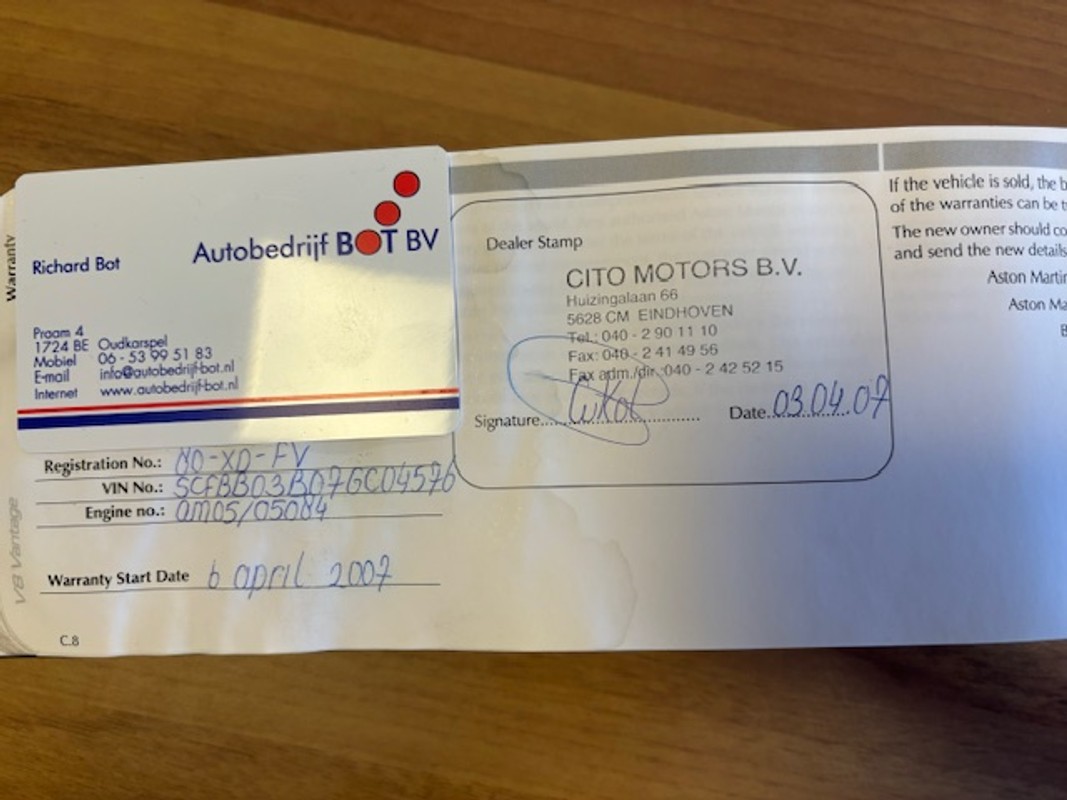 Warranty
Richard Bot
Autobedrijf BOT BV
Praam 4
1724 BE Oudkarspel
Mobiel 06 - 53 99 51 83
E-mail info@autobedrijf-bot.nl
Internet www.autobedrijf-bot.nl
Registration No.: 80-XD-FV
VIN No.: SCFBB03B07GC04576
Engine no.: am05/05084
Warranty Start Date 6 april 2007
V8 Vantage
C.8
Dealer Stamp
CITO MOTORS B.V.
Huizingalaan 66
5628 CM EINDHOVEN
Tel.: 040 - 2 90 11 10
Fax: 040 - 2 41 49 56
Fax adm./dir.:040 - 2 42 52 15
Signature
Date 03.04.07
If the vehicle is sold, the b
of the warranties can be t
The new owner should co
and send the new details
Aston Martin
Aston Ma